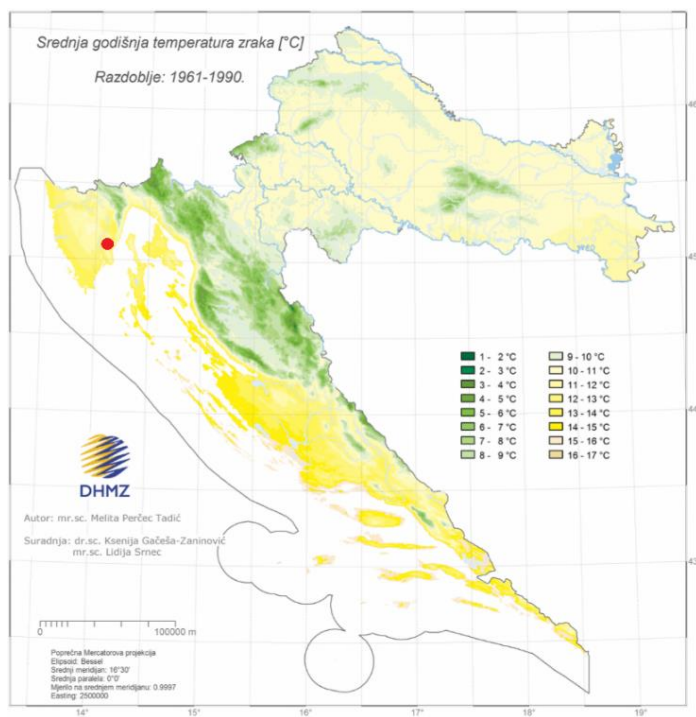 Srednja godišnja temperatura zraka [°C]
Razdoblje: 1961-1990.
46
45
44
43
1 - 2 °C
2 - 3 °C
3 - 4 °C
4 - 5 °C
5 - 6 °C
6 - 7 °C
7 - 8 °C
8 - 9 °C
9 - 10 °C
10 - 11 °C
11 - 12 °C
12 - 13 °C
13 - 14 °C
14 - 15 °C
15 - 16 °C
16 - 17 °C
DHMZ
Autor: mr.sc. Melita Perčec Tadić
Suradnja: dr.sc. Ksenija Gačeša-Zaninović
mr.sc. Lidija Srnec
0 100000 m
Poprečna Mercatorova projekcija
Elipsoid: Bessel
Srednji meridijan: 16°30'
Srednja paralela: 0°0'
Mjerilo na srednjem meridijanu: 0.9997
Easting: 2500000
14° 15° 16° 17° 18° 19°